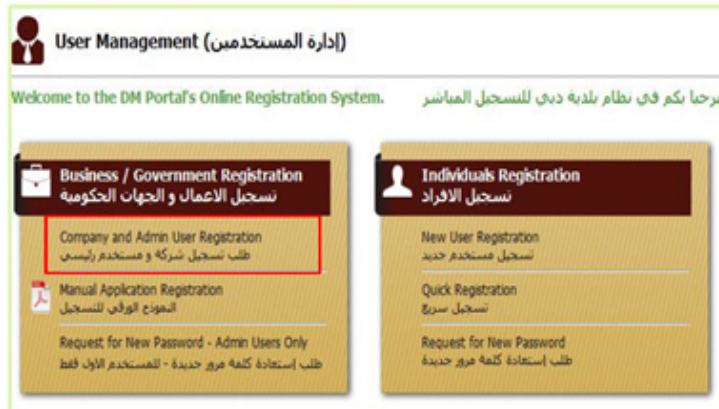 User Management (إدارة المستخدمين)
Welcome to the DM Portal's Online Registration System. مرحبا بكم في نظام بلدية دبي للتسجيل المباشر
Business / Government Registration
تسجيل الاعمال و الجهات الحكومية
Company and Admin User Registration
طلب تسجيل شركة و مستخدم رئيسي
Manual Application Registration
النموذج الورقي للتسجيل
Request for New Password - Admin Users Only
طلب إستعادة كلمة مرور جديدة - للمستخدم الأول فقط
Individuals Registration
تسجيل الافراد
New User Registration
تسجيل مستخدم جديد
Quick Registration
تسجيل سريع
Request for New Password
طلب إستعادة كلمة مرور جديدة